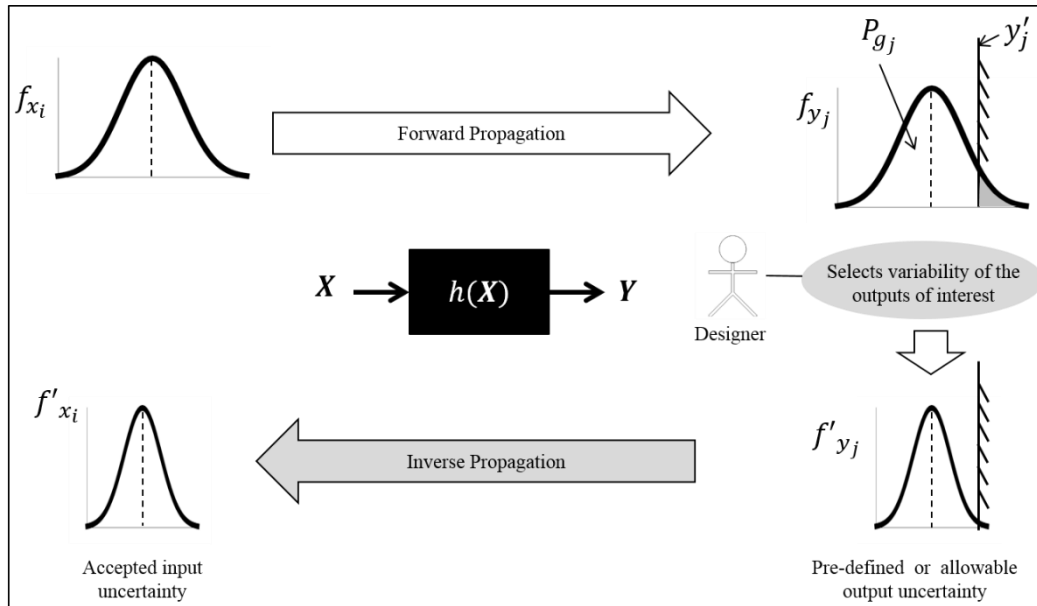 P_{g_j}
y'_j
f_{x_i}
Forward Propagation
f_{y_j}
X
h(X)
Y
Selects variability of the
outputs of interest
Designer
f'_{x_i}
Inverse Propagation
f'_{y_j}
Accepted input
uncertainty
Pre-defined or allowable
output uncertainty